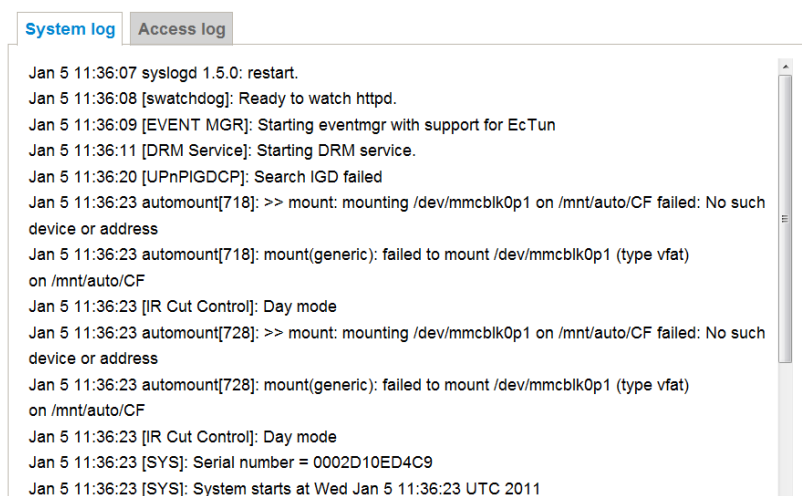 System log Access log
Jan 5 11:36:07 syslogd 1.5.0: restart.
Jan 5 11:36:08 [swatchdog]: Ready to watch httpd.
Jan 5 11:36:09 [EVENT MGR]: Starting eventmgr with support for EcTun
Jan 5 11:36:11 [DRM Service]: Starting DRM service.
Jan 5 11:36:20 [UPnPIGDCP]: Search IGD failed
Jan 5 11:36:23 automount[718]: >> mount: mounting /dev/mmcblk0p1 on /mnt/auto/CF failed: No such
device or address
Jan 5 11:36:23 automount[718]: mount(generic): failed to mount /dev/mmcblk0p1 (type vfat)
on /mnt/auto/CF
Jan 5 11:36:23 [IR Cut Control]: Day mode
Jan 5 11:36:23 automount[728]: >> mount: mounting /dev/mmcblk0p1 on /mnt/auto/CF failed: No such
device or address
Jan 5 11:36:23 automount[728]: mount(generic): failed to mount /dev/mmcblk0p1 (type vfat)
on /mnt/auto/CF
Jan 5 11:36:23 [IR Cut Control]: Day mode
Jan 5 11:36:23 [SYS]: Serial number = 0002D10ED4C9
Jan 5 11:36:23 [SYS]: System starts at Wed Jan 5 11:36:23 UTC 2011